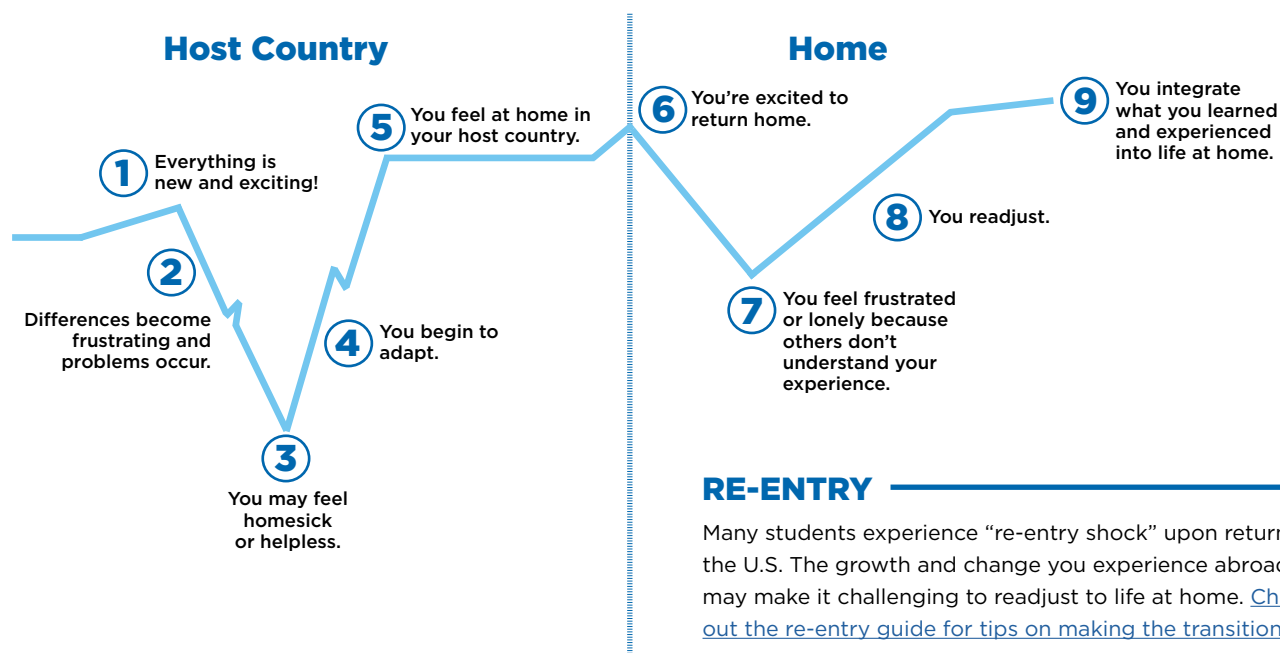 Host Country
1
Everything is
new and exciting!
2
Differences become
frustrating and
problems occur.
3
You may feel
homesick
or helpless.
4
You begin to
adapt.
5
You feel at home in
your host country.
Home
6
You're excited to
return home.
7
You feel frustrated
or lonely because
others don't
understand your
experience.
8
You readjust.
9
You integrate
what you learned
and experienced
into life at home.
RE-ENTRY
Many students experience “re-entry shock” upon return
the U.S. The growth and change you experience abroad
may make it challenging to readjust to life at home. Ch
out the re-entry guide for tips on making the transition